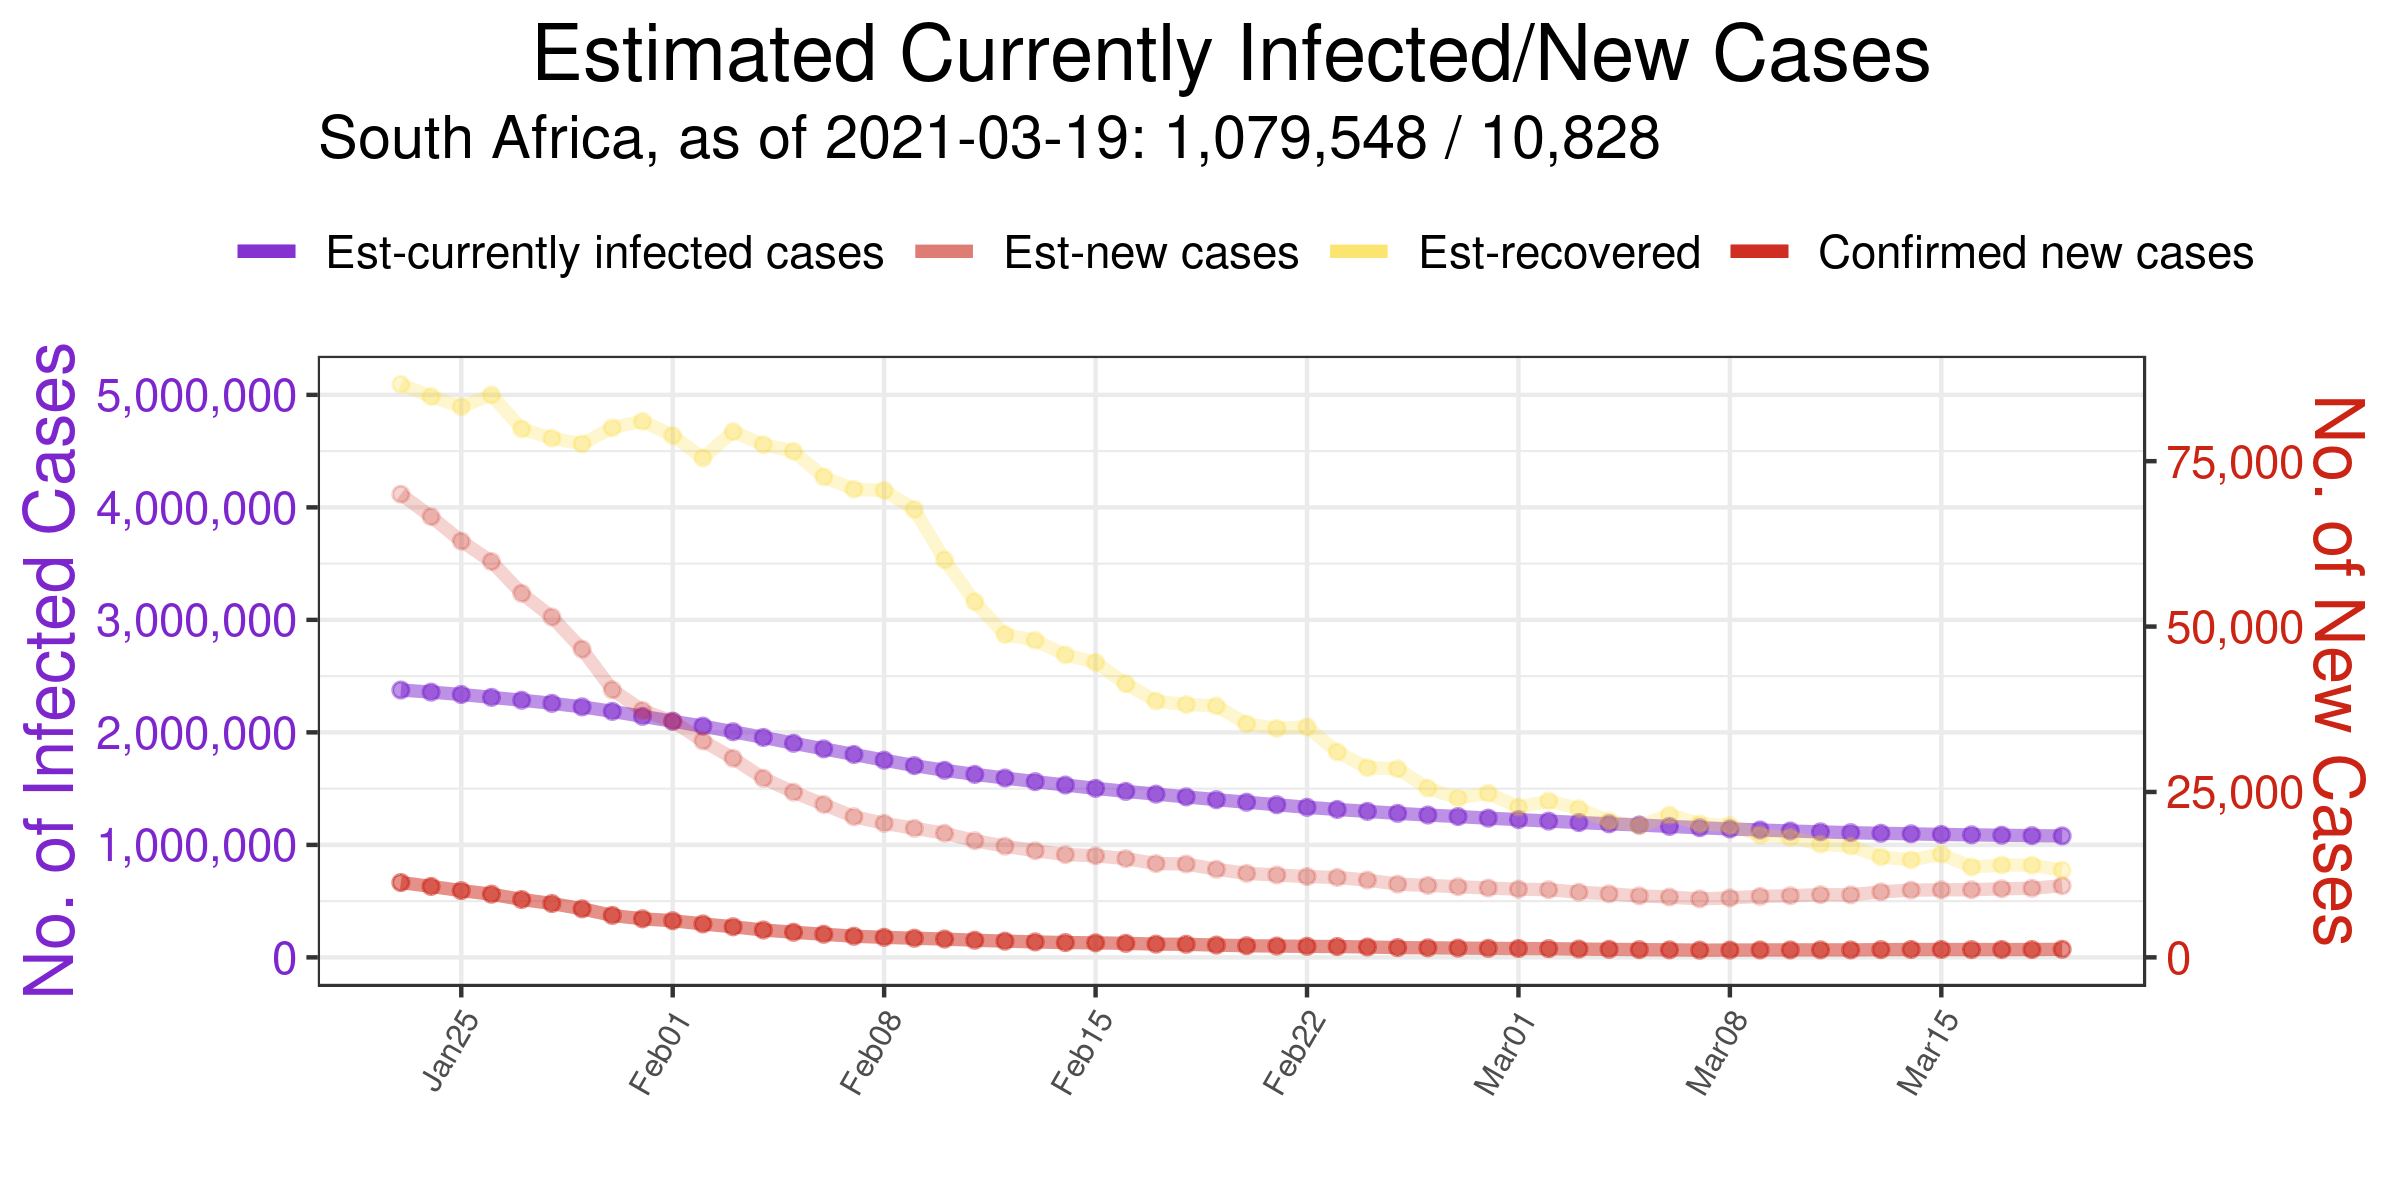 Estimated Currently Infected/New Cases
South Africa, as of 2021-03-19: 1,079,548 / 10,828
Est-currently infected cases Est-new cases Est-recovered Confirmed new cases
No. of Infected Cases
5,000,000
4,000,000
3,000,000
2,000,000
1,000,000
0
75,000
50,000
25,000
0
No. of New Cases
Jan25 Feb01 Feb08 Feb15 Feb22 Mar01 Mar08 Mar15